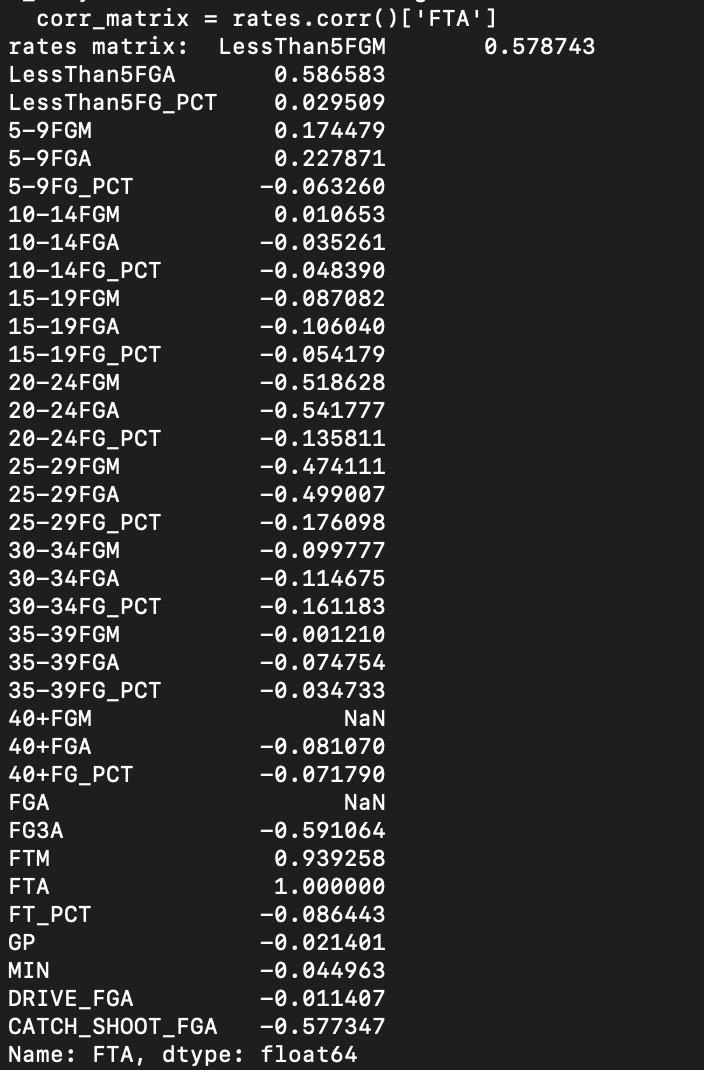 corr_matrix = rates.corr()['FTA']
rates matrix:  LessThan5FGM       0.578743
LessThan5FGA       0.586583
LessThan5FG_PCT    0.029509
5-9FGM             0.174479
5-9FGA             0.227871
5-9FG_PCT         -0.063260
10-14FGM           0.010653
10-14FGA          -0.035261
10-14FG_PCT       -0.048390
15-19FGM          -0.087082
15-19FGA          -0.106040
15-19FG_PCT       -0.054179
20-24FGM          -0.518628
20-24FGA          -0.541777
20-24FG_PCT       -0.135811
25-29FGM          -0.474111
25-29FGA          -0.499007
25-29FG_PCT       -0.176098
30-34FGM          -0.099777
30-34FGA          -0.114675
30-34FG_PCT       -0.161183
35-39FGM          -0.001210
35-39FGA          -0.074754
35-39FG_PCT       -0.034733
40+FGM                  NaN
40+FGA            -0.081070
40+FG_PCT         -0.071790
FGA                     NaN
FG3A              -0.591064
FTM                0.939258
FTA                1.000000
FT_PCT            -0.086443
GP                -0.021401
MIN               -0.044963
DRIVE_FGA         -0.011407
CATCH_SHOOT_FGA   -0.577347
Name: FTA, dtype: float64